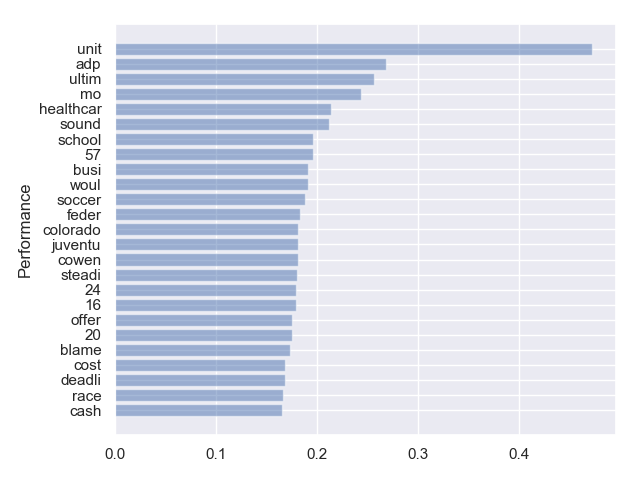 unit
adp
ultim
mo
healthcar
sound
school
57
busi
woul
soccer
feder
colorado
juventu
cowen
steadi
24
16
offer
20
blame
cost
deadli
race
cash
Performance
0.0 0.1 0.2 0.3 0.4